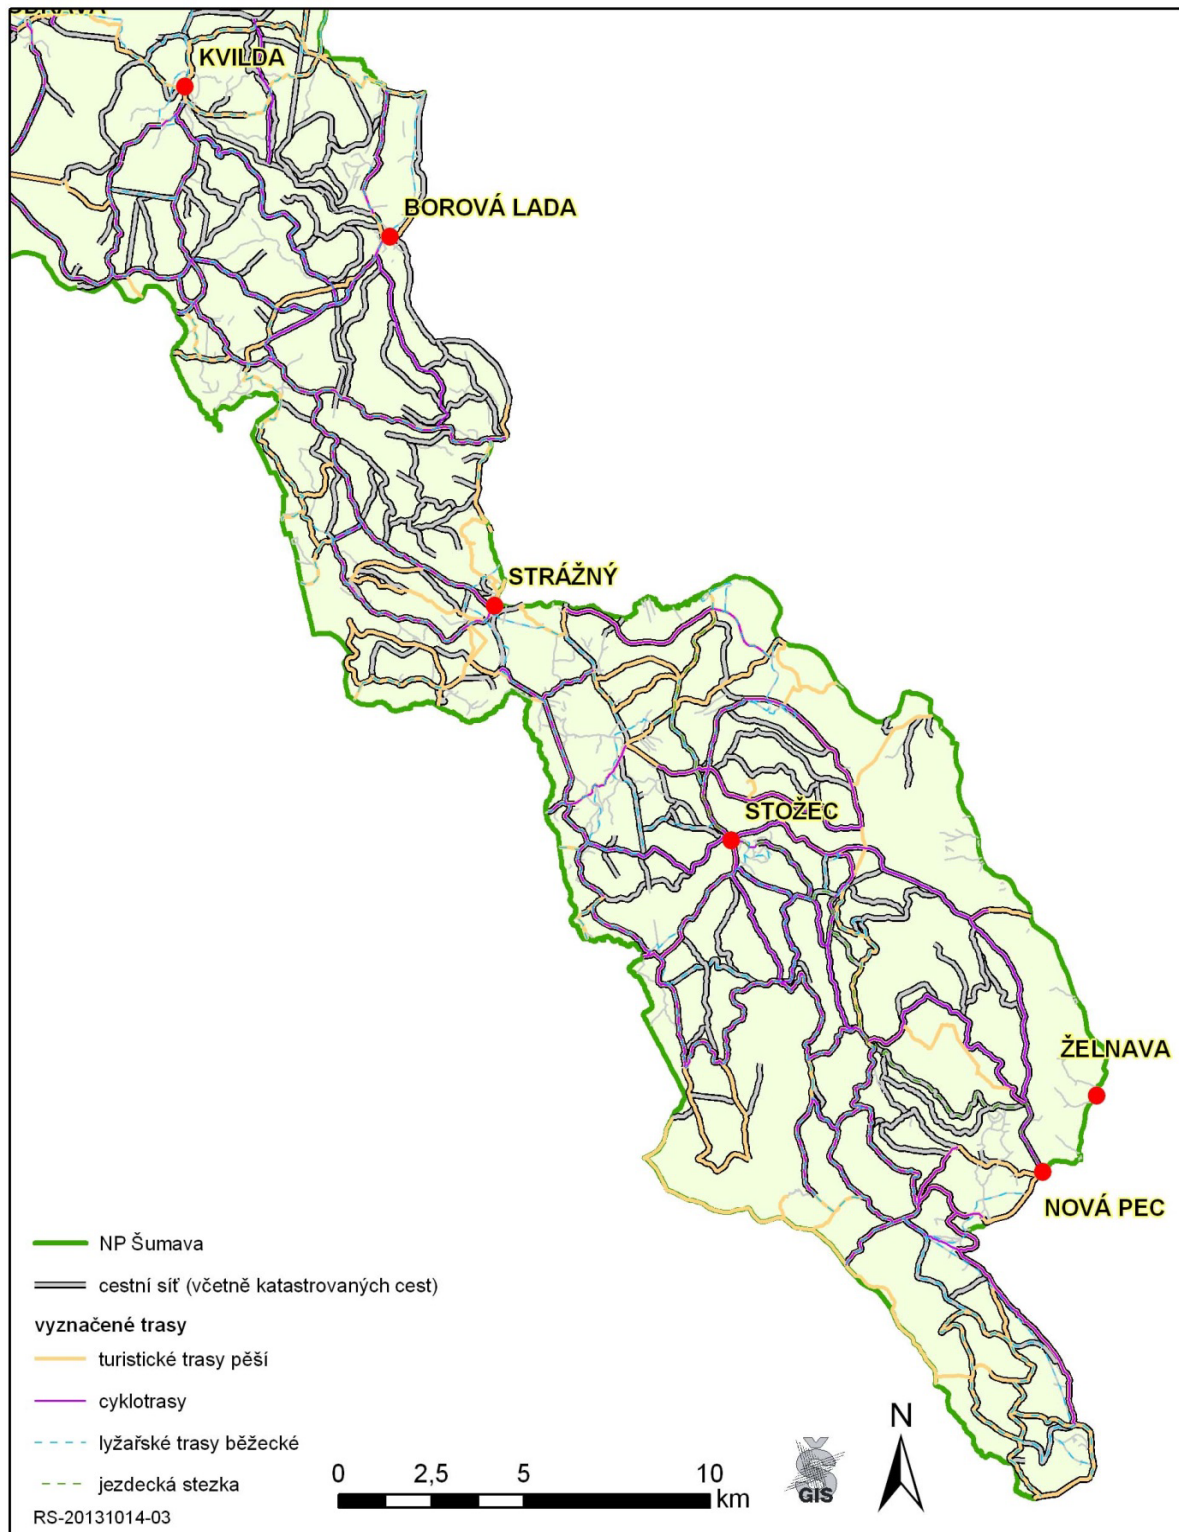 KVILDA
BOROVÁ LADA
STRÁŽNÝ
STOŽEC
ŽELNAVA
NOVÁ PEC
NP Šumava
cestní síť (včetně katastrovaných cest)
vyznačené trasy
turistické trasy pěší
cyklotrasy
lyžařské trasy běžecké
jezdecká stezka
RS-20131014-03
0 2,5 5 10
km
Š
GIS
N